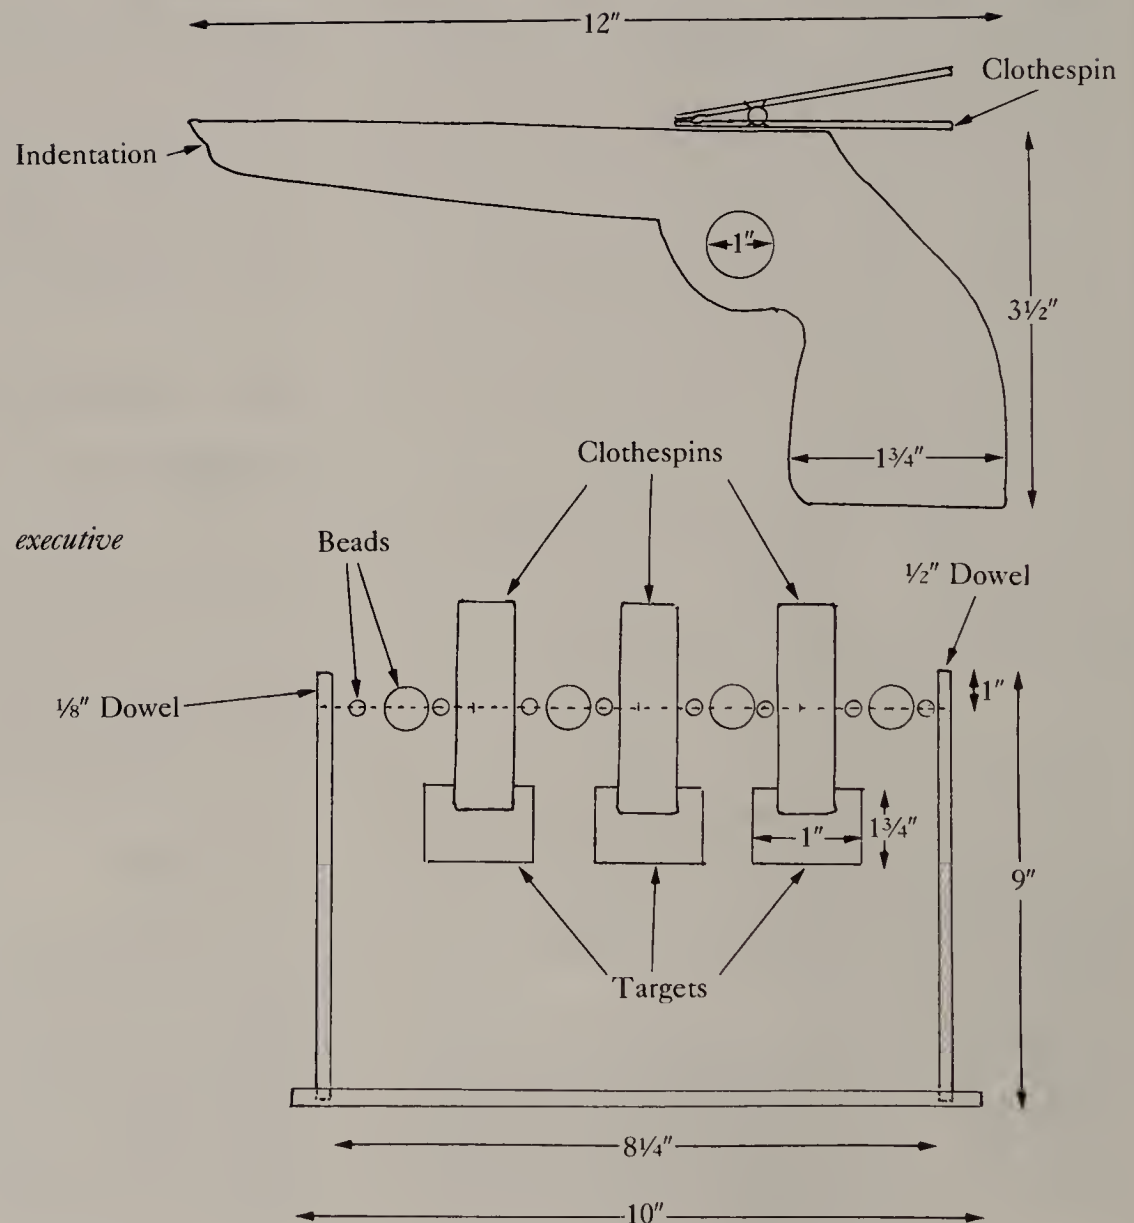 12"
Clothespin
Indentation
1"
3½"
1¾"
Clothespins
executive
Beads
½" Dowel
⅛" Dowel
1"
1¾"
1"
9"
Targets
8¼"
10"